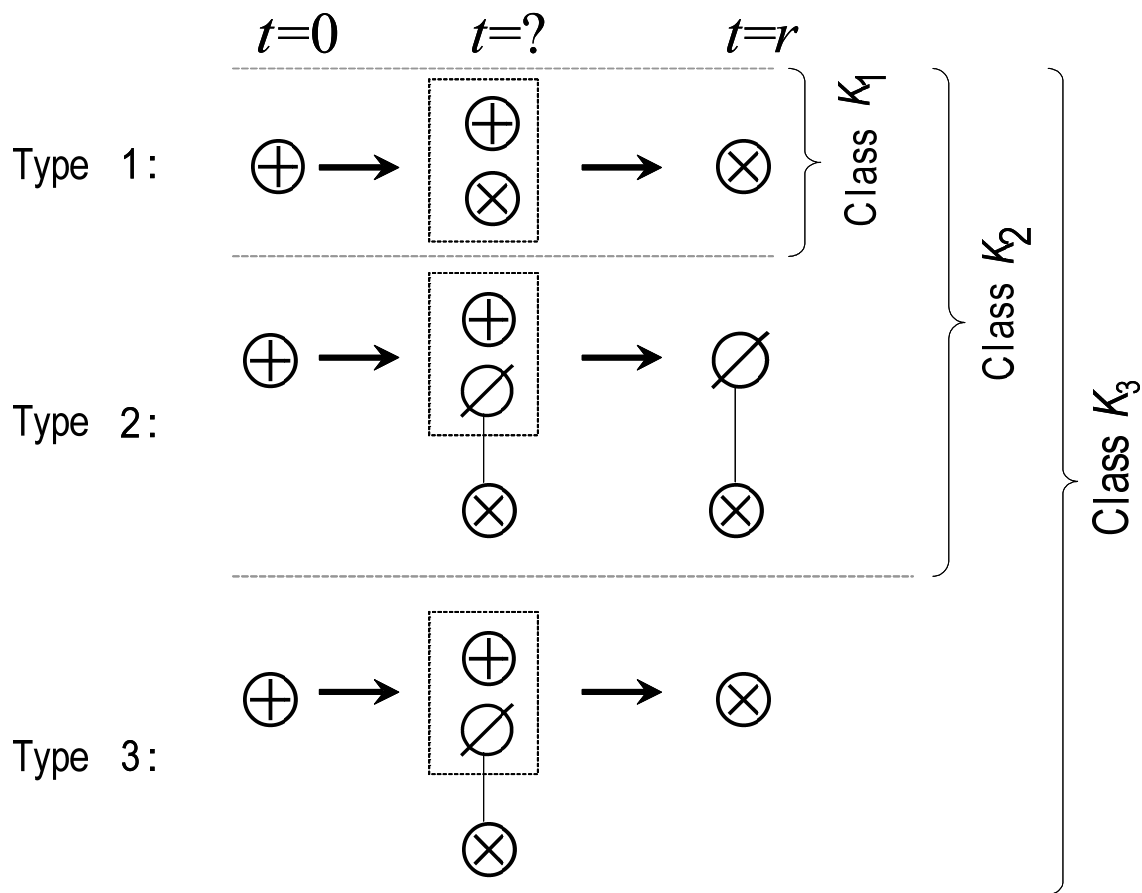 t=0 t=? t=r
Type 1:
Class K1
Type 2:
Class K2
Type 3:
Class K3